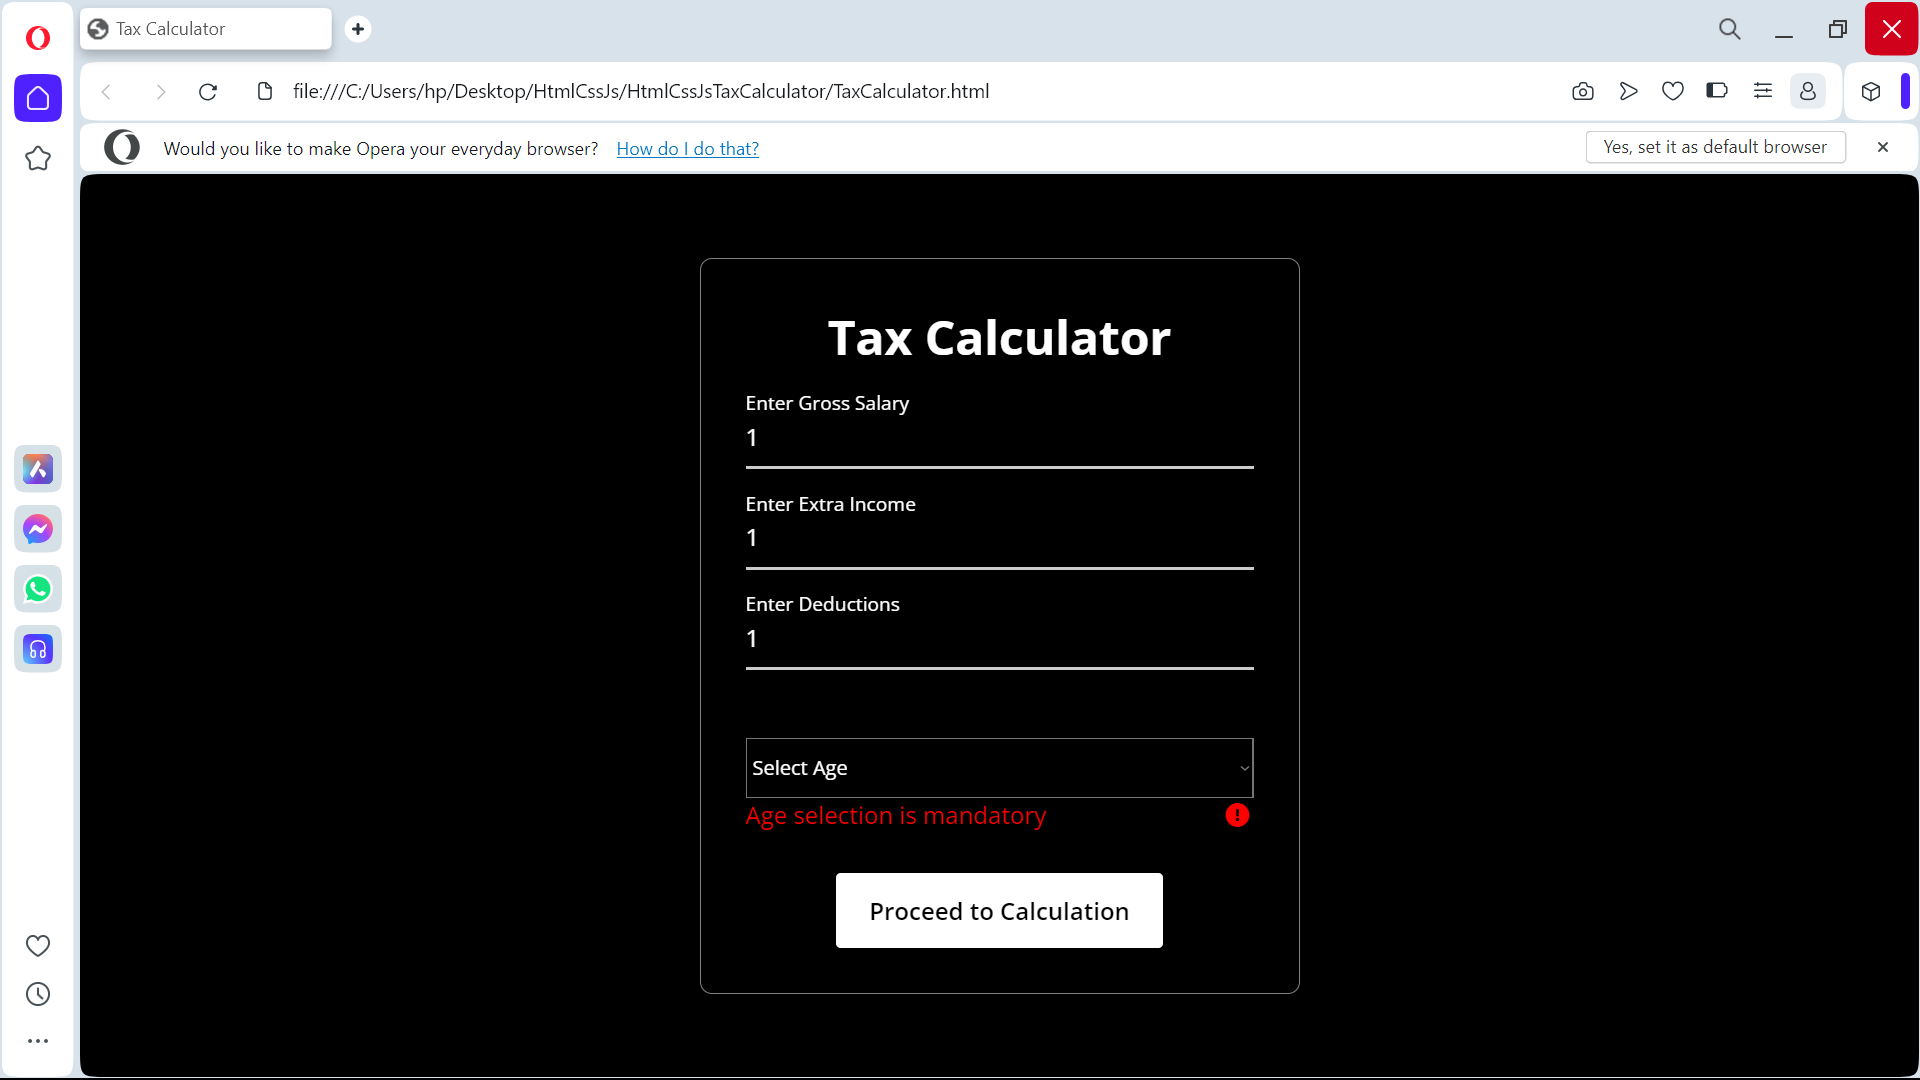 Tax Calculator
file:///C:/Users/hp/Desktop/HtmlCssJs/HtmlCssJsTaxCalculator/TaxCalculator.html
Would you like to make Opera your everyday browser? How do I do that?
Yes, set it as default browser
Tax Calculator
Enter Gross Salary
1
Enter Extra Income
1
Enter Deductions
1
Select Age
Age selection is mandatory
Proceed to Calculation